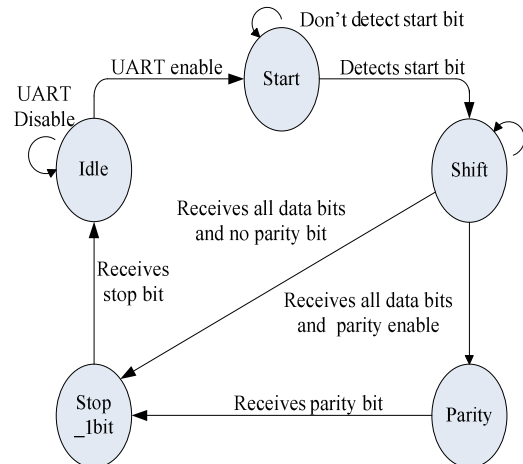 Don't detect start bit
UART enable
Start
Detects start bit
UART
Disable
Idle
Shift
Receives all data bits
and no parity bit
Receives
stop bit
Receives all data bits
and parity enable
Stop
_1bit
Receives parity bit
Parity